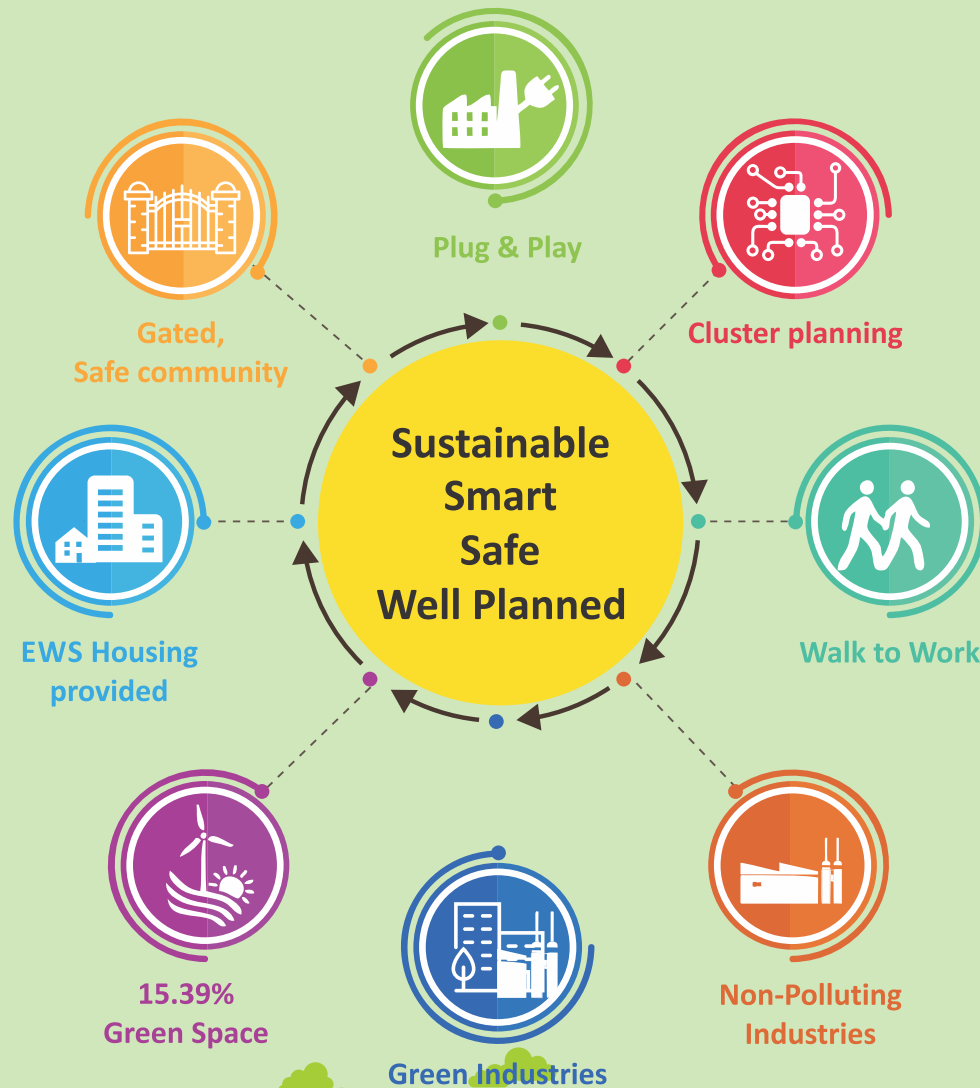 Plug & Play
Gated,
Safe community
Cluster planning
Sustainable
Smart
Safe
Well Planned
EWS Housing
provided
Walk to Work
15.39%
Green Space
Non-Polluting
Industries
Green Industries